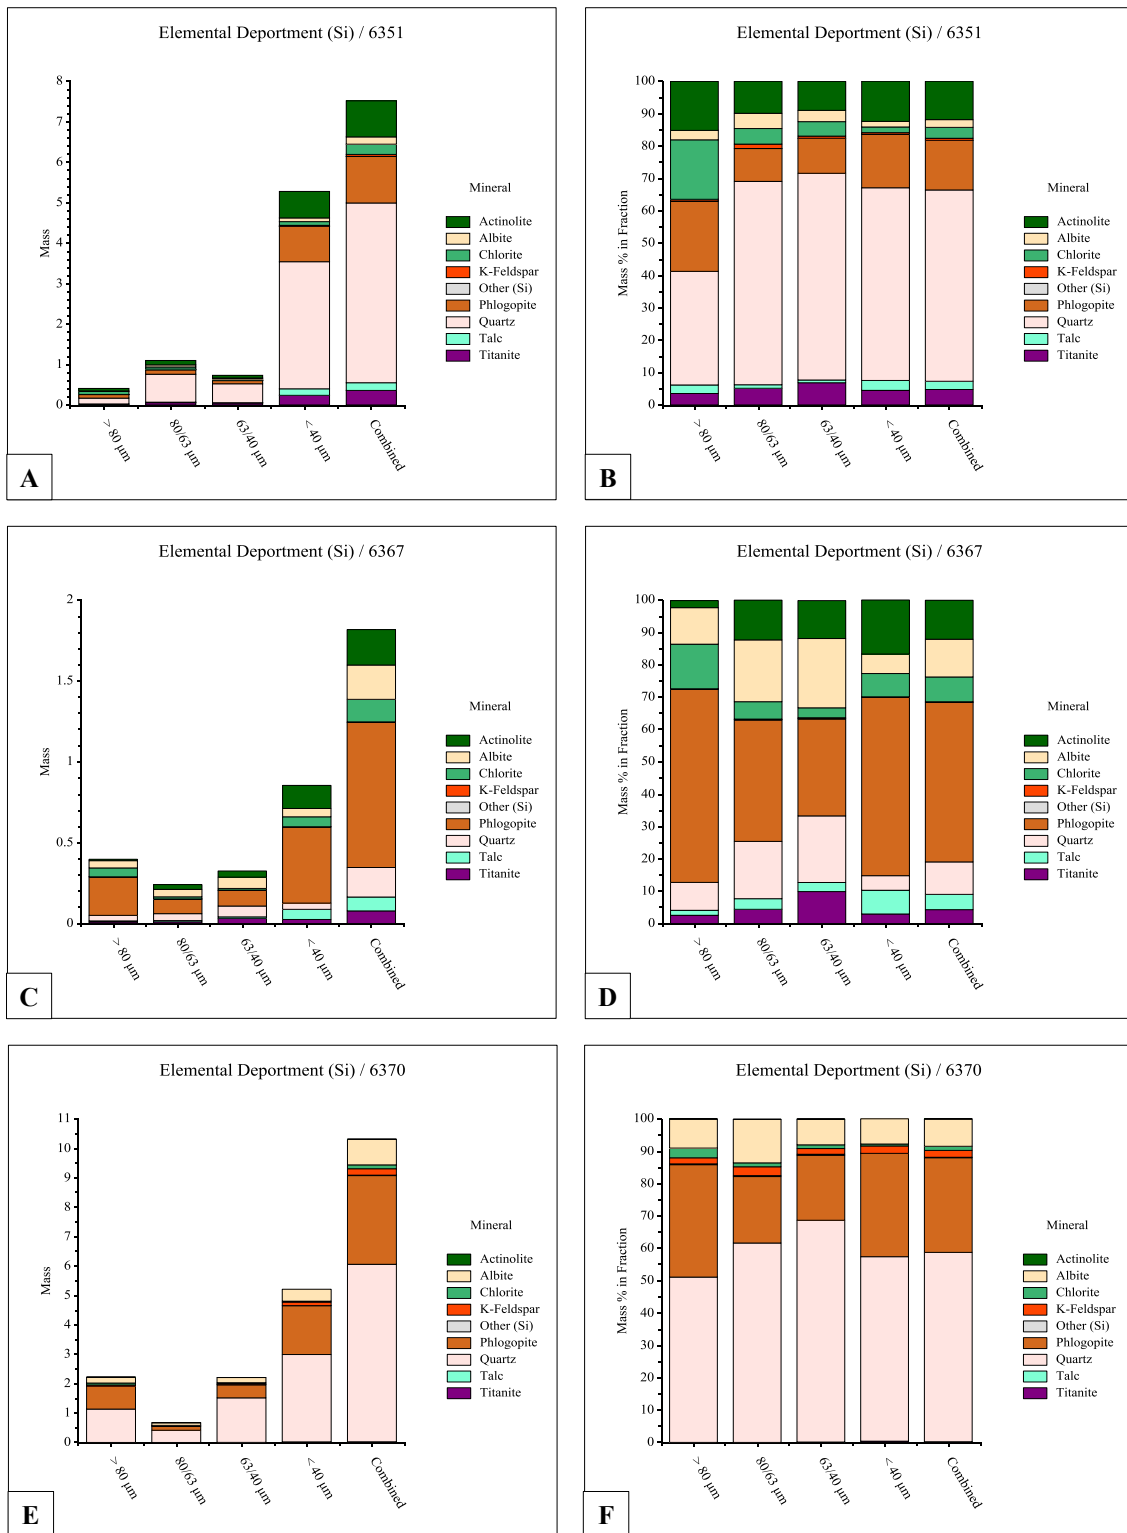 Elemental Deportment (Si) / 6351
8
7
6
5
4
3
2
1
0
Mass
> 80 µm
80/63 µm
63/40 µm
< 40 µm
Combined
Mineral
Actinolite
Albite
Chlorite
K-Feldspar
Other (Si)
Phlogopite
Quartz
Talc
Titanite
A
Elemental Deportment (Si) / 6351
100
90
80
70
60
50
40
30
20
10
0
Mass % in Fraction
> 80 µm
80/63 µm
63/40 µm
< 40 µm
Combined
Mineral
Actinolite
Albite
Chlorite
K-Feldspar
Other (Si)
Phlogopite
Quartz
Talc
Titanite
B
Elemental Deportment (Si) / 6367
2
1.5
1
0.5
0
Mass
> 80 µm
80/63 µm
63/40 µm
< 40 µm
Combined
Mineral
Actinolite
Albite
Chlorite
K-Feldspar
Other (Si)
Phlogopite
Quartz
Talc
Titanite
C
Elemental Deportment (Si) / 6367
100
90
80
70
60
50
40
30
20
10
0
Mass % in Fraction
> 80 µm
80/63 µm
63/40 µm
< 40 µm
Combined
Mineral
Actinolite
Albite
Chlorite
K-Feldspar
Other (Si)
Phlogopite
Quartz
Talc
Titanite
D
Elemental Deportment (Si) / 6370
11
10
9
8
7
6
5
4
3
2
1
0
Mass
> 80 µm
80/63 µm
63/40 µm
< 40 µm
Combined
Mineral
Actinolite
Albite
Chlorite
K-Feldspar
Other (Si)
Phlogopite
Quartz
Talc
Titanite
E
Elemental Deportment (Si) / 6370
100
90
80
70
60
50
40
30
20
10
0
Mass % in Fraction
> 80 µm
80/63 µm
63/40 µm
< 40 µm
Combined
Mineral
Actinolite
Albite
Chlorite
K-Feldspar
Other (Si)
Phlogopite
Quartz
Talc
Titanite
F